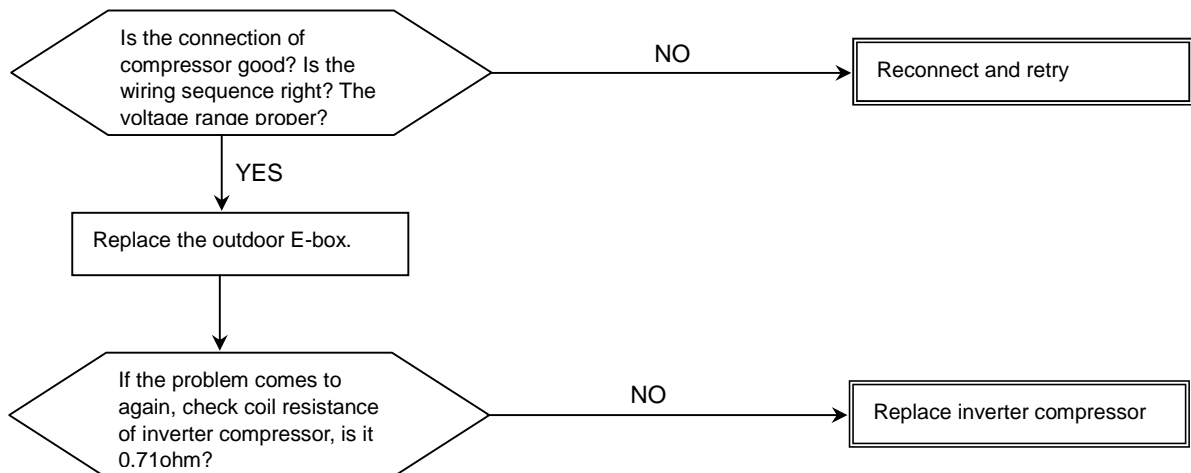 Is the connection of
compressor good? Is the
wiring sequence right? The
voltage range proper?
NO
Reconnect and retry
YES
Replace the outdoor E-box.
If the problem comes to
again, check coil resistance
of inverter compressor, is it
0.71ohm?
NO
Replace inverter compressor